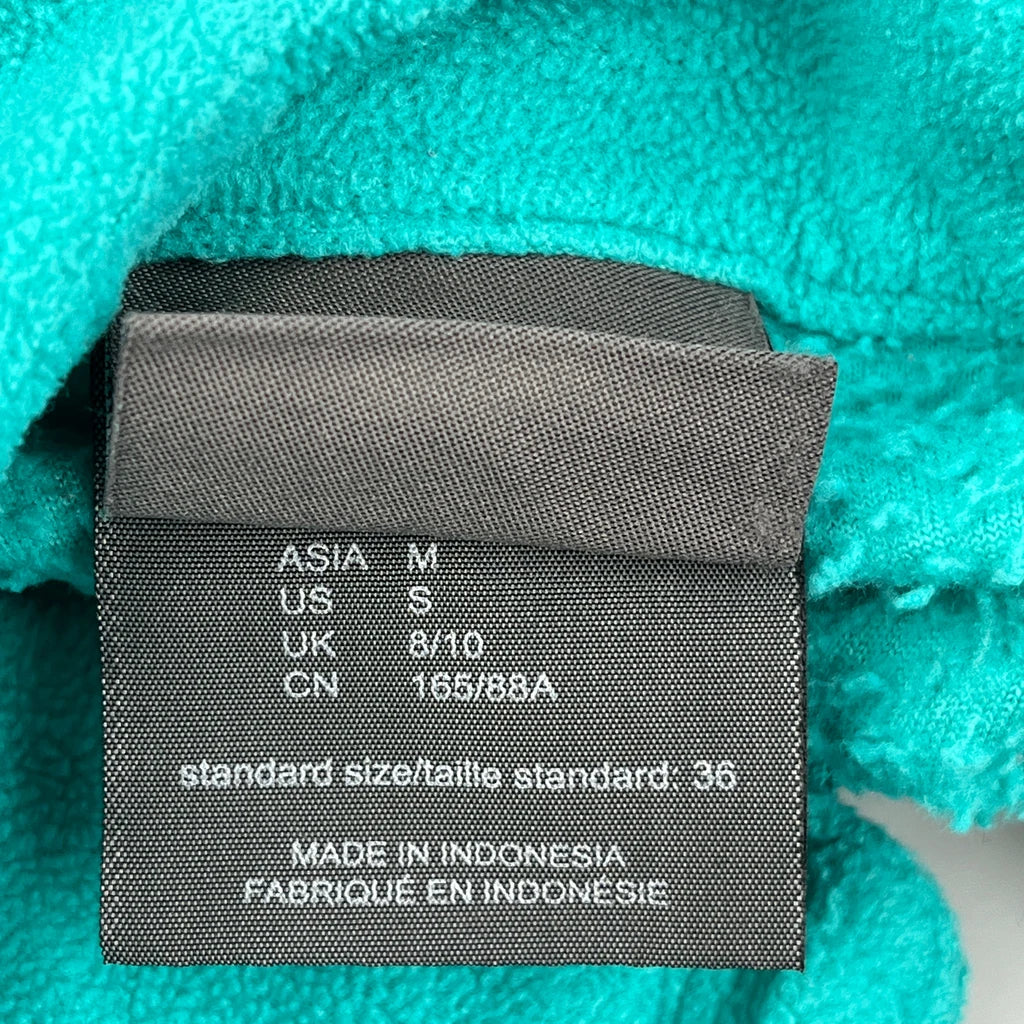 ASIA M
US S
UK 8/10
CN 165/88A
standard size/taille standard: 36
MADE IN INDONESIA
FABRIQUÉ EN INDONÉSIE